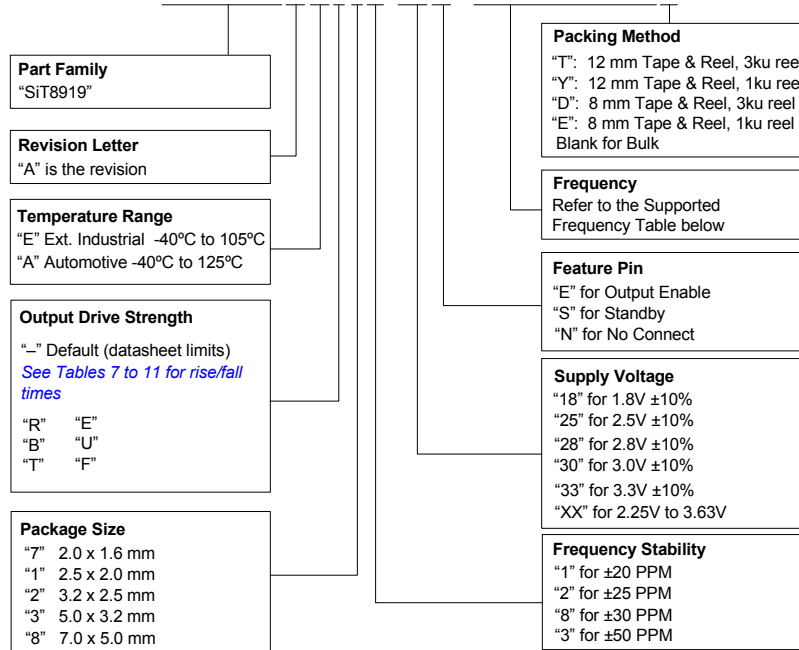 Part Family
“SiT8919”
Revision Letter
“A” is the revision
Temperature Range
“E” Ext. Industrial -40ºC to 105ºC
“A” Automotive -40ºC to 125ºC
Output Drive Strength
“–” Default (datasheet limits)
See Tables 7 to 11 for rise/fall
times
“R” “E”
“B” “U”
“T” “F”
Package Size
“7” 2.0 x 1.6 mm
“1” 2.5 x 2.0 mm
“2” 3.2 x 2.5 mm
“3” 5.0 x 3.2 mm
“8” 7.0 x 5.0 mm
Packing Method
“T”: 12 mm Tape & Reel, 3ku ree
“Y”: 12 mm Tape & Reel, 1ku ree
“D”: 8 mm Tape & Reel, 3ku reel
“E”: 8 mm Tape & Reel, 1ku reel
Blank for Bulk
Frequency
Refer to the Supported
Frequency Table below
Feature Pin
“E” for Output Enable
“S” for Standby
“N” for No Connect
Supply Voltage
“18” for 1.8V ±10%
“25” for 2.5V ±10%
“28” for 2.8V ±10%
“30” for 3.0V ±10%
“33” for 3.3V ±10%
“XX” for 2.25V to 3.63V
Frequency Stability
“1” for ±20 PPM
“2” for ±25 PPM
“8” for ±30 PPM
“3” for ±50 PPM